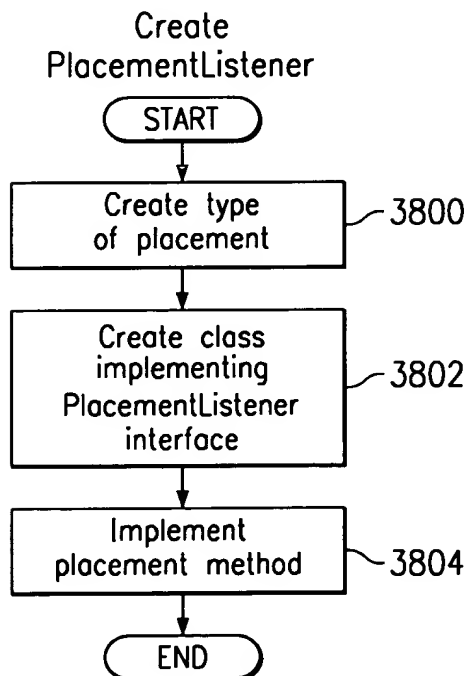 Create
PlacementListener
START
Create type
of placement
3800
Create class
implementing
PlacementListener
interface
3802
Implement
placement method
3804
END